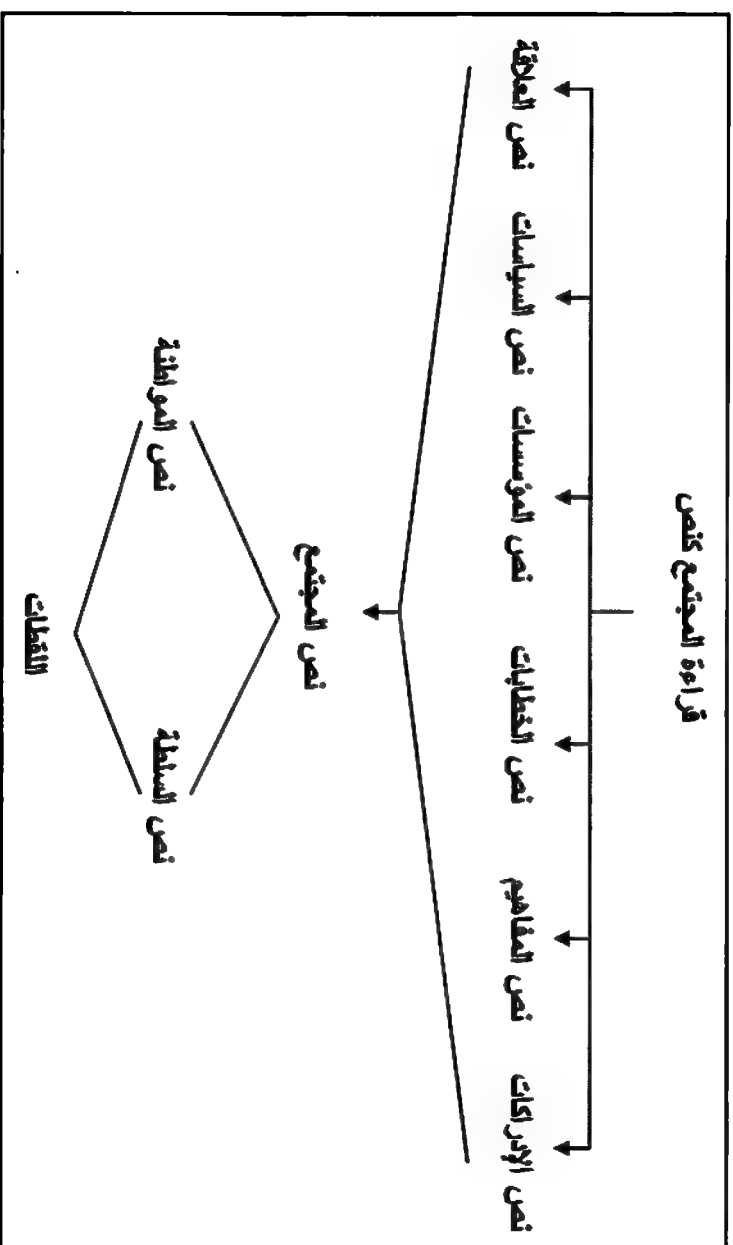 قراءة المجتمع كنص
نص الإدراكات نص المفاهيم نص الخطابات نص المؤسسات نص السياسات نص العلاقة
نص المجتمع
نص السلطة نص المواطنة
اللقطات